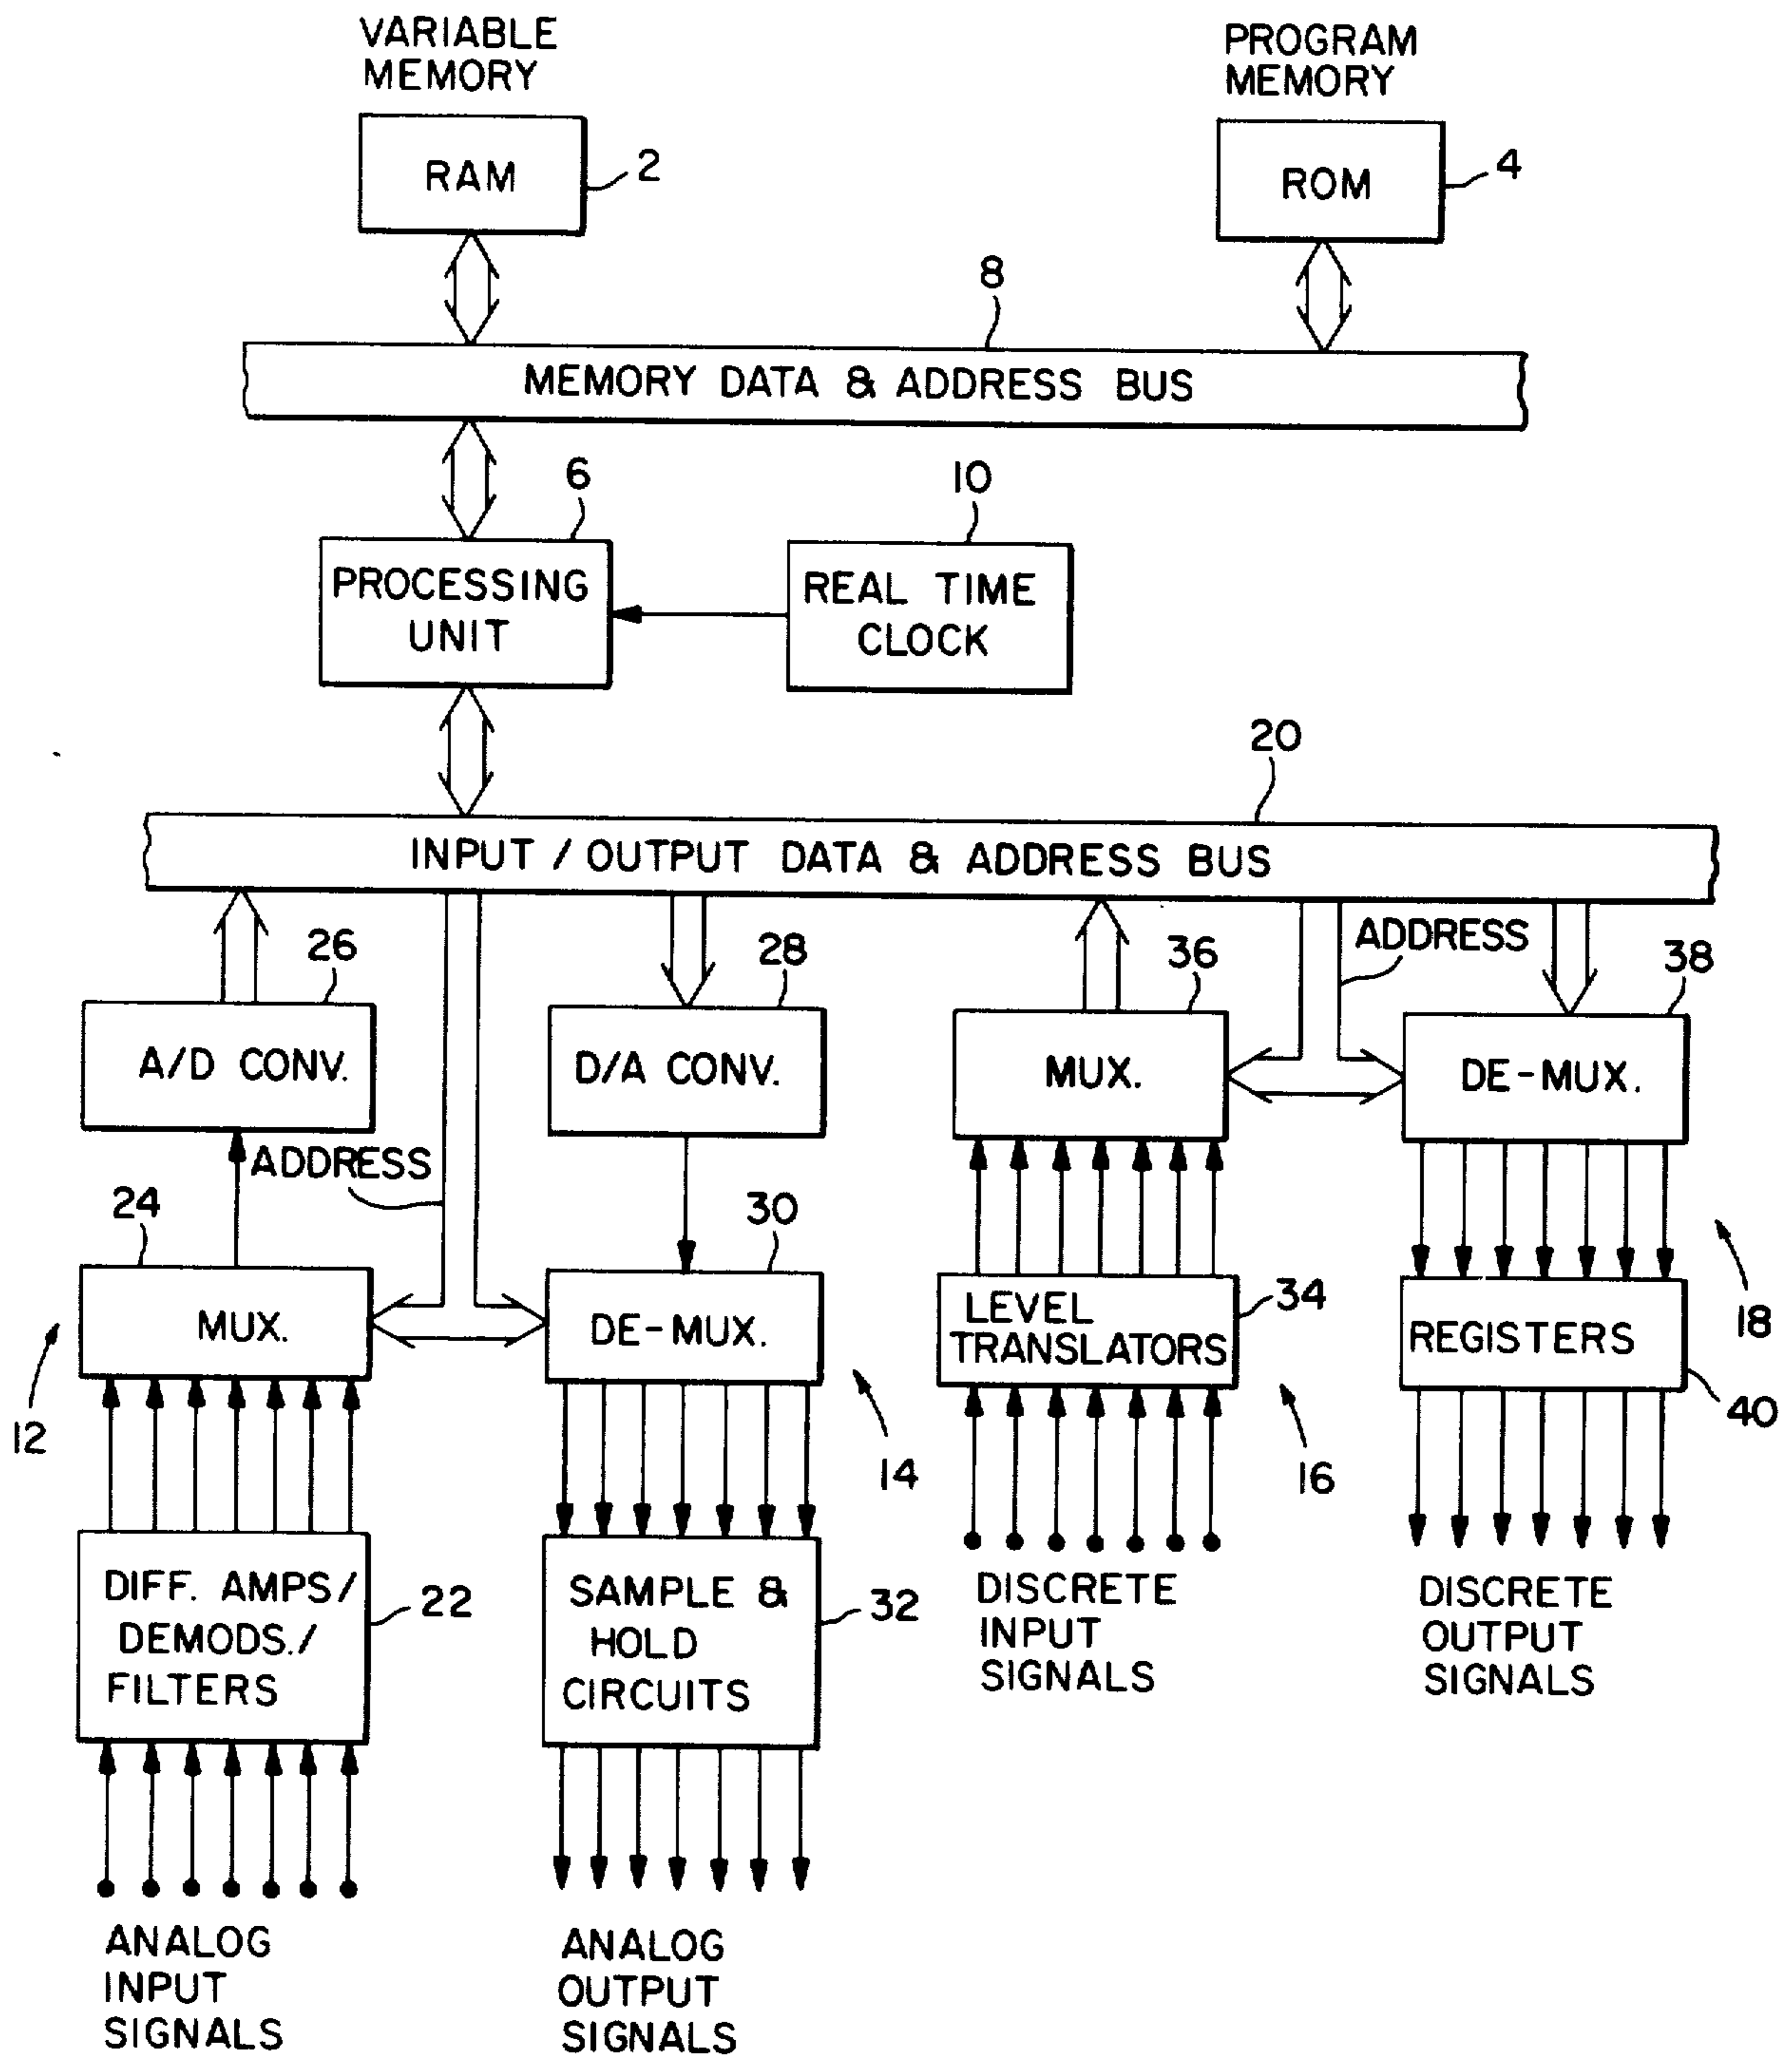 VARIABLE
MEMORY
PROGRAM
MEMORY
RAM
2
ROM
4
8
MEMORY DATA & ADDRESS BUS
6
10
PROCESSING
UNIT
REAL TIME
CLOCK
20
INPUT / OUTPUT DATA & ADDRESS BUS
26
28
36
ADDRESS
38
A/D CONV.
D/A CONV.
MUX.
DE-MUX.
ADDRESS
24
30
MUX.
DE-MUX.
LEVEL
TRANSLATORS
34
REGISTERS
18
12
14
16
40
DIFF. AMPS/
DEMODS./
FILTERS
22
SAMPLE &
HOLD
CIRCUITS
32
DISCRETE
INPUT
SIGNALS
DISCRETE
OUTPUT
SIGNALS
ANALOG
INPUT
SIGNALS
ANALOG
OUTPUT
SIGNALS